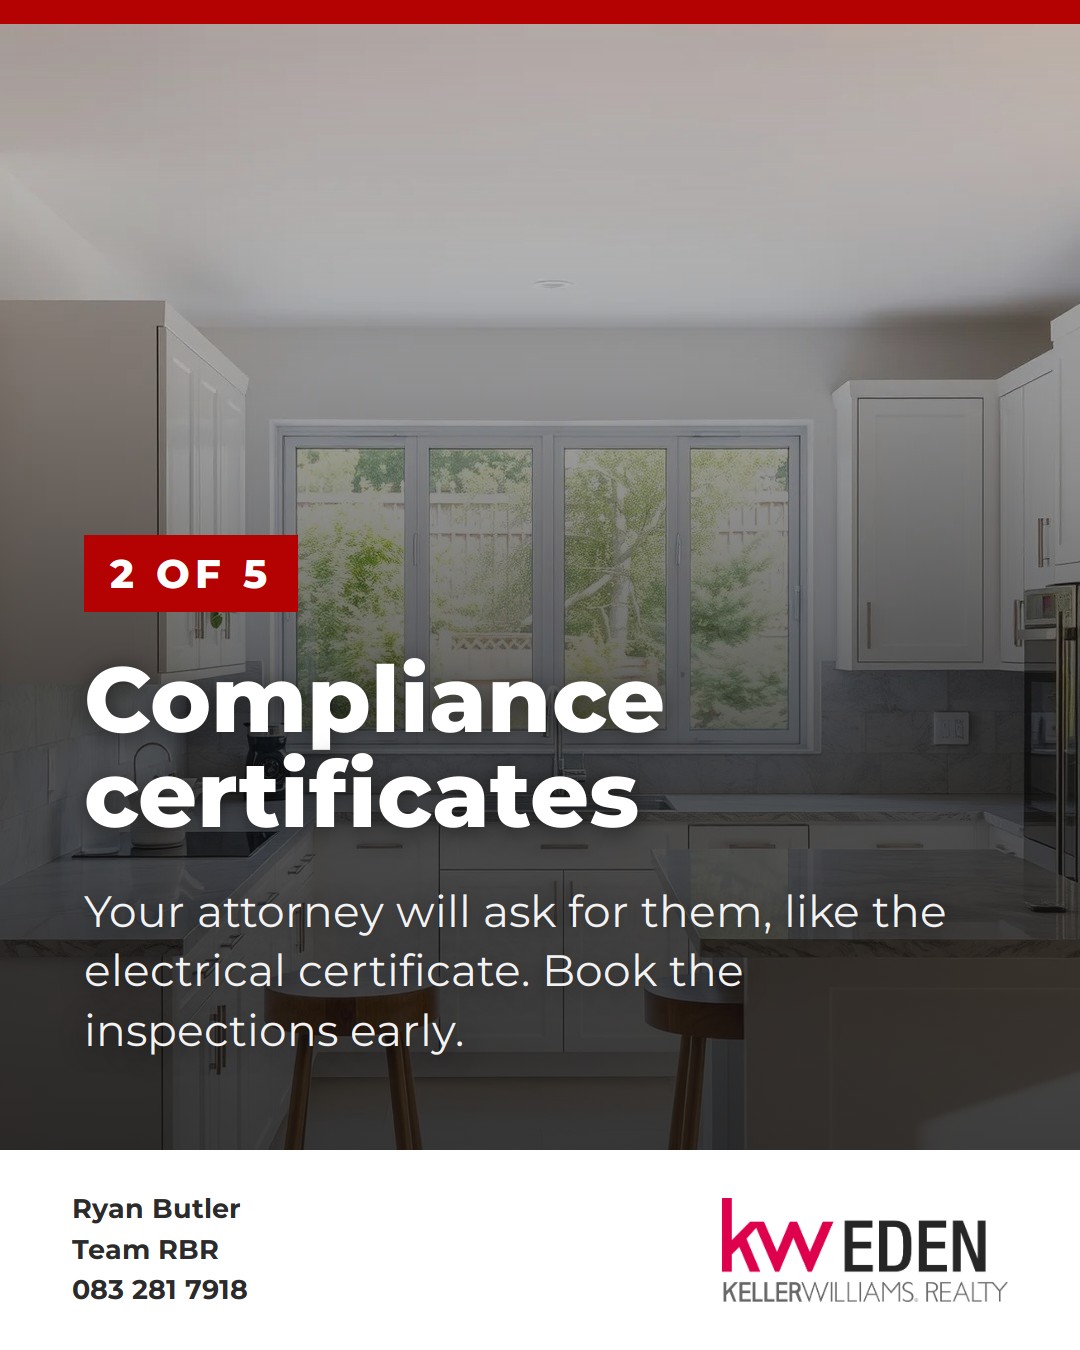 2 OF 5
Compliance
certificates
Your attorney will ask for them, like the
electrical certificate. Book the
inspections early.
Ryan Butler
Team RBR
083 281 7918
kw EDEN
KELLERWILLIAMS. REALTY